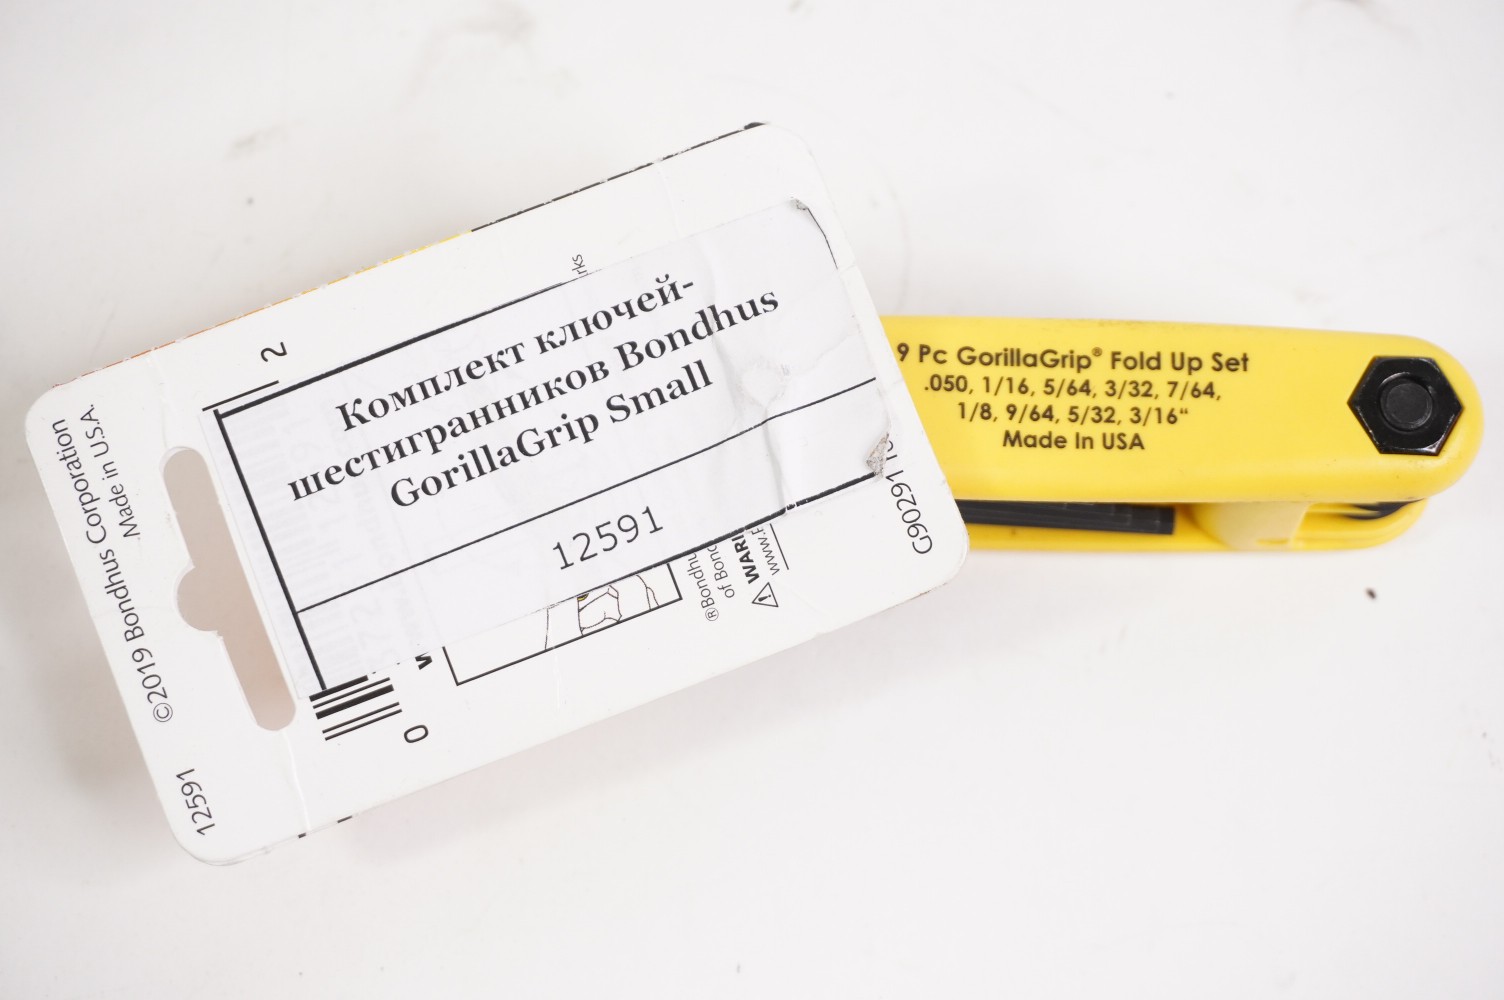 Комплект ключей-
шестигранников Bondhus
GorillaGrip Small
12591
9 Pc GorillaGrip® Fold Up Set
.050, 1/16, 5/64, 3/32, 7/64,
1/8, 9/64, 5/32, 3/16“
Made In USA
12591
©2019 Bondhus Corporation
Made in U.S.A.
2
0
of Bond